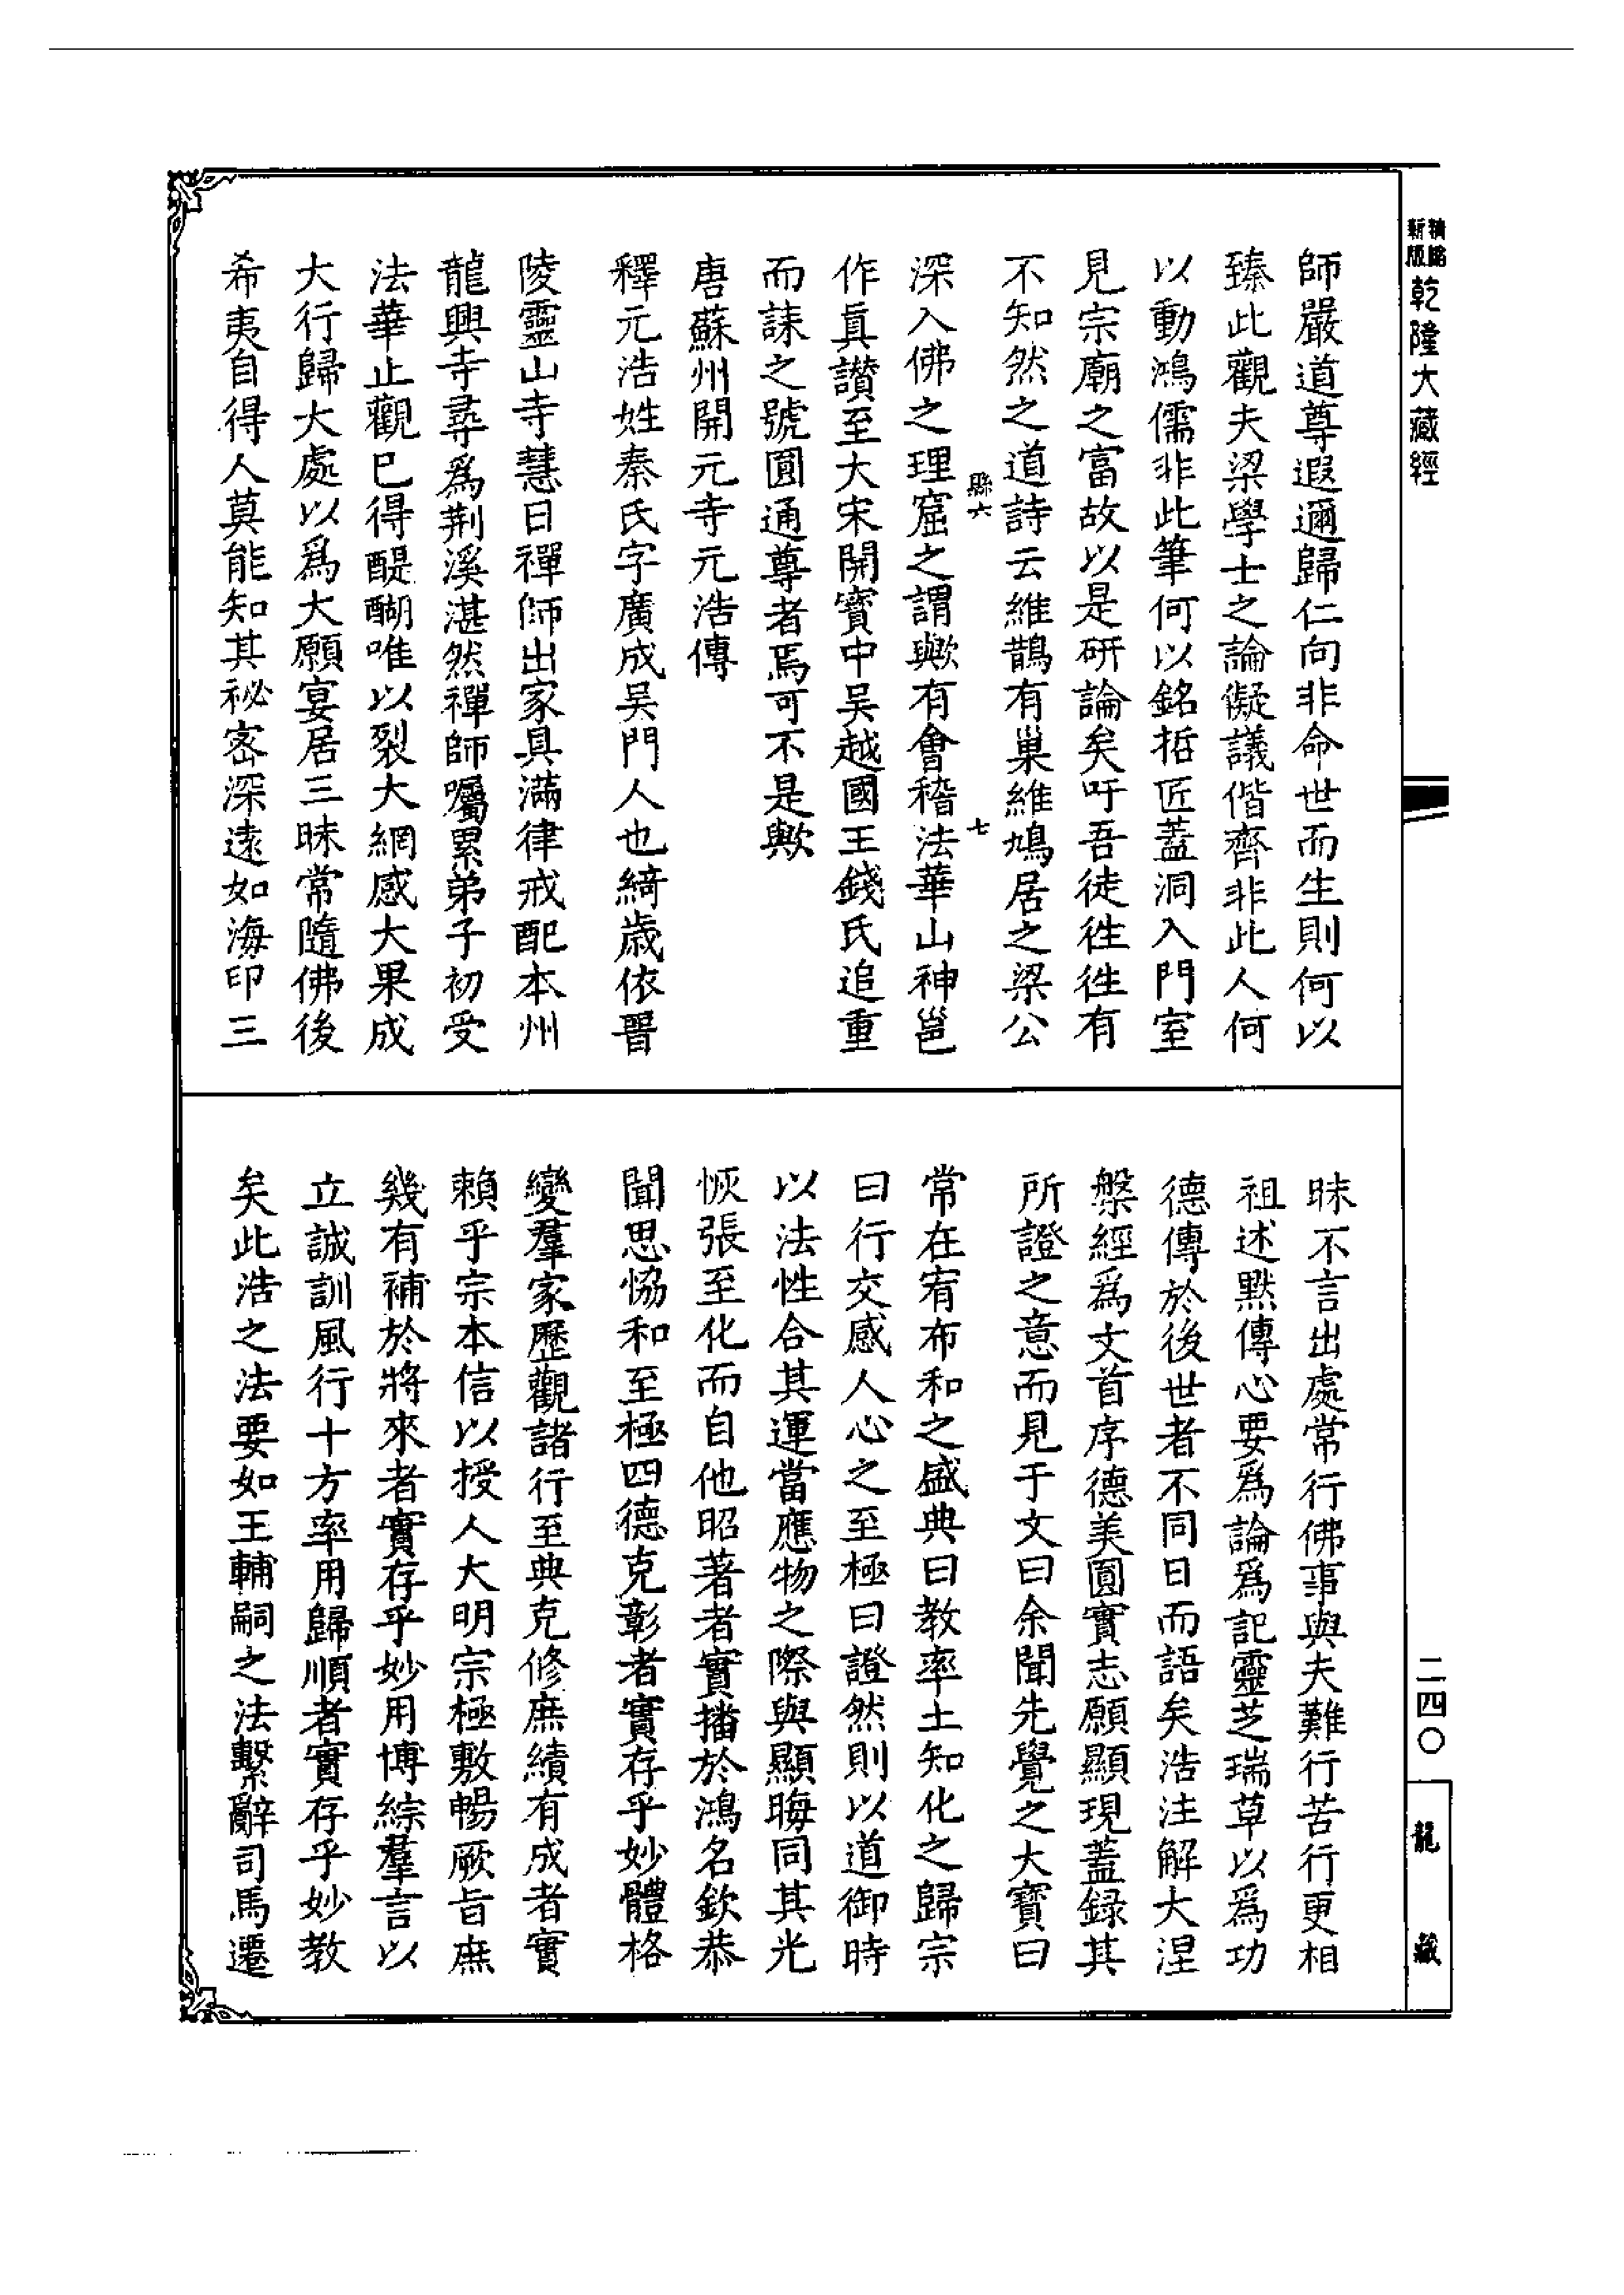 乾隆大藏經
師嚴道尊遐邇歸仁向非命世而生則何以
臻此觀夫梁學士之論儗議偕齊非此人何
以動鴻儒非此筆何以銘哲匠蓋洞入門室
見宗廟之富故以是研論矣吁吾徒徃徃有
不知然之道詩云維鵲有巢維鳩居之梁公
縣六
七
深入佛之理窟之謂歟有會稽法華山神邕
作眞讃至大宋開寳中吴越國王錢氏追重
而誄之號圓通尊者焉可不是歟
唐蘇州開元寺元浩傳
釋元浩姓秦氏字廣成吴門人也綺歲依晋
陵靈山寺慧日禪師出家具滿律戒配本州
龍興寺尋爲荆溪湛然禪師囑累弟子初受
法華止觀巳得醍醐唯以裂大網感大果成
大行歸大處以爲大願宴居三昧常隨佛後
希夷自得人莫能知其祕宻深遠如海印三
昧不言出處常行佛事與夫難行苦行更相
祖述黙傳心要爲論爲記靈芝瑞草以爲功
德傳於後世者不同日而語矣浩注解大涅
槃經爲文首序德美圓實志願顯現蓋録其
所證之意而見于文曰余聞先覺之大寶曰
常在宥布和之盛典曰教率土知化之歸宗
曰行交感人心之至極曰證然則以道御時
以法性合其運當應物之際與顯晦同其光
恢張至化而自他昭著者實播於鴻名欽恭
聞思恊和至極四德克彰者實存乎妙體格
變羣家歷觀諸行至典克修庶績有成者實
賴乎宗本信以授人大明宗極敷暢厥旨庶
幾有補於將來者實存乎妙用博綜羣言以
立誠訓風行十方率用歸順者實存乎妙教
矣此浩之法要如王輔嗣之法繫辭司馬遷
二四〇
龍藏